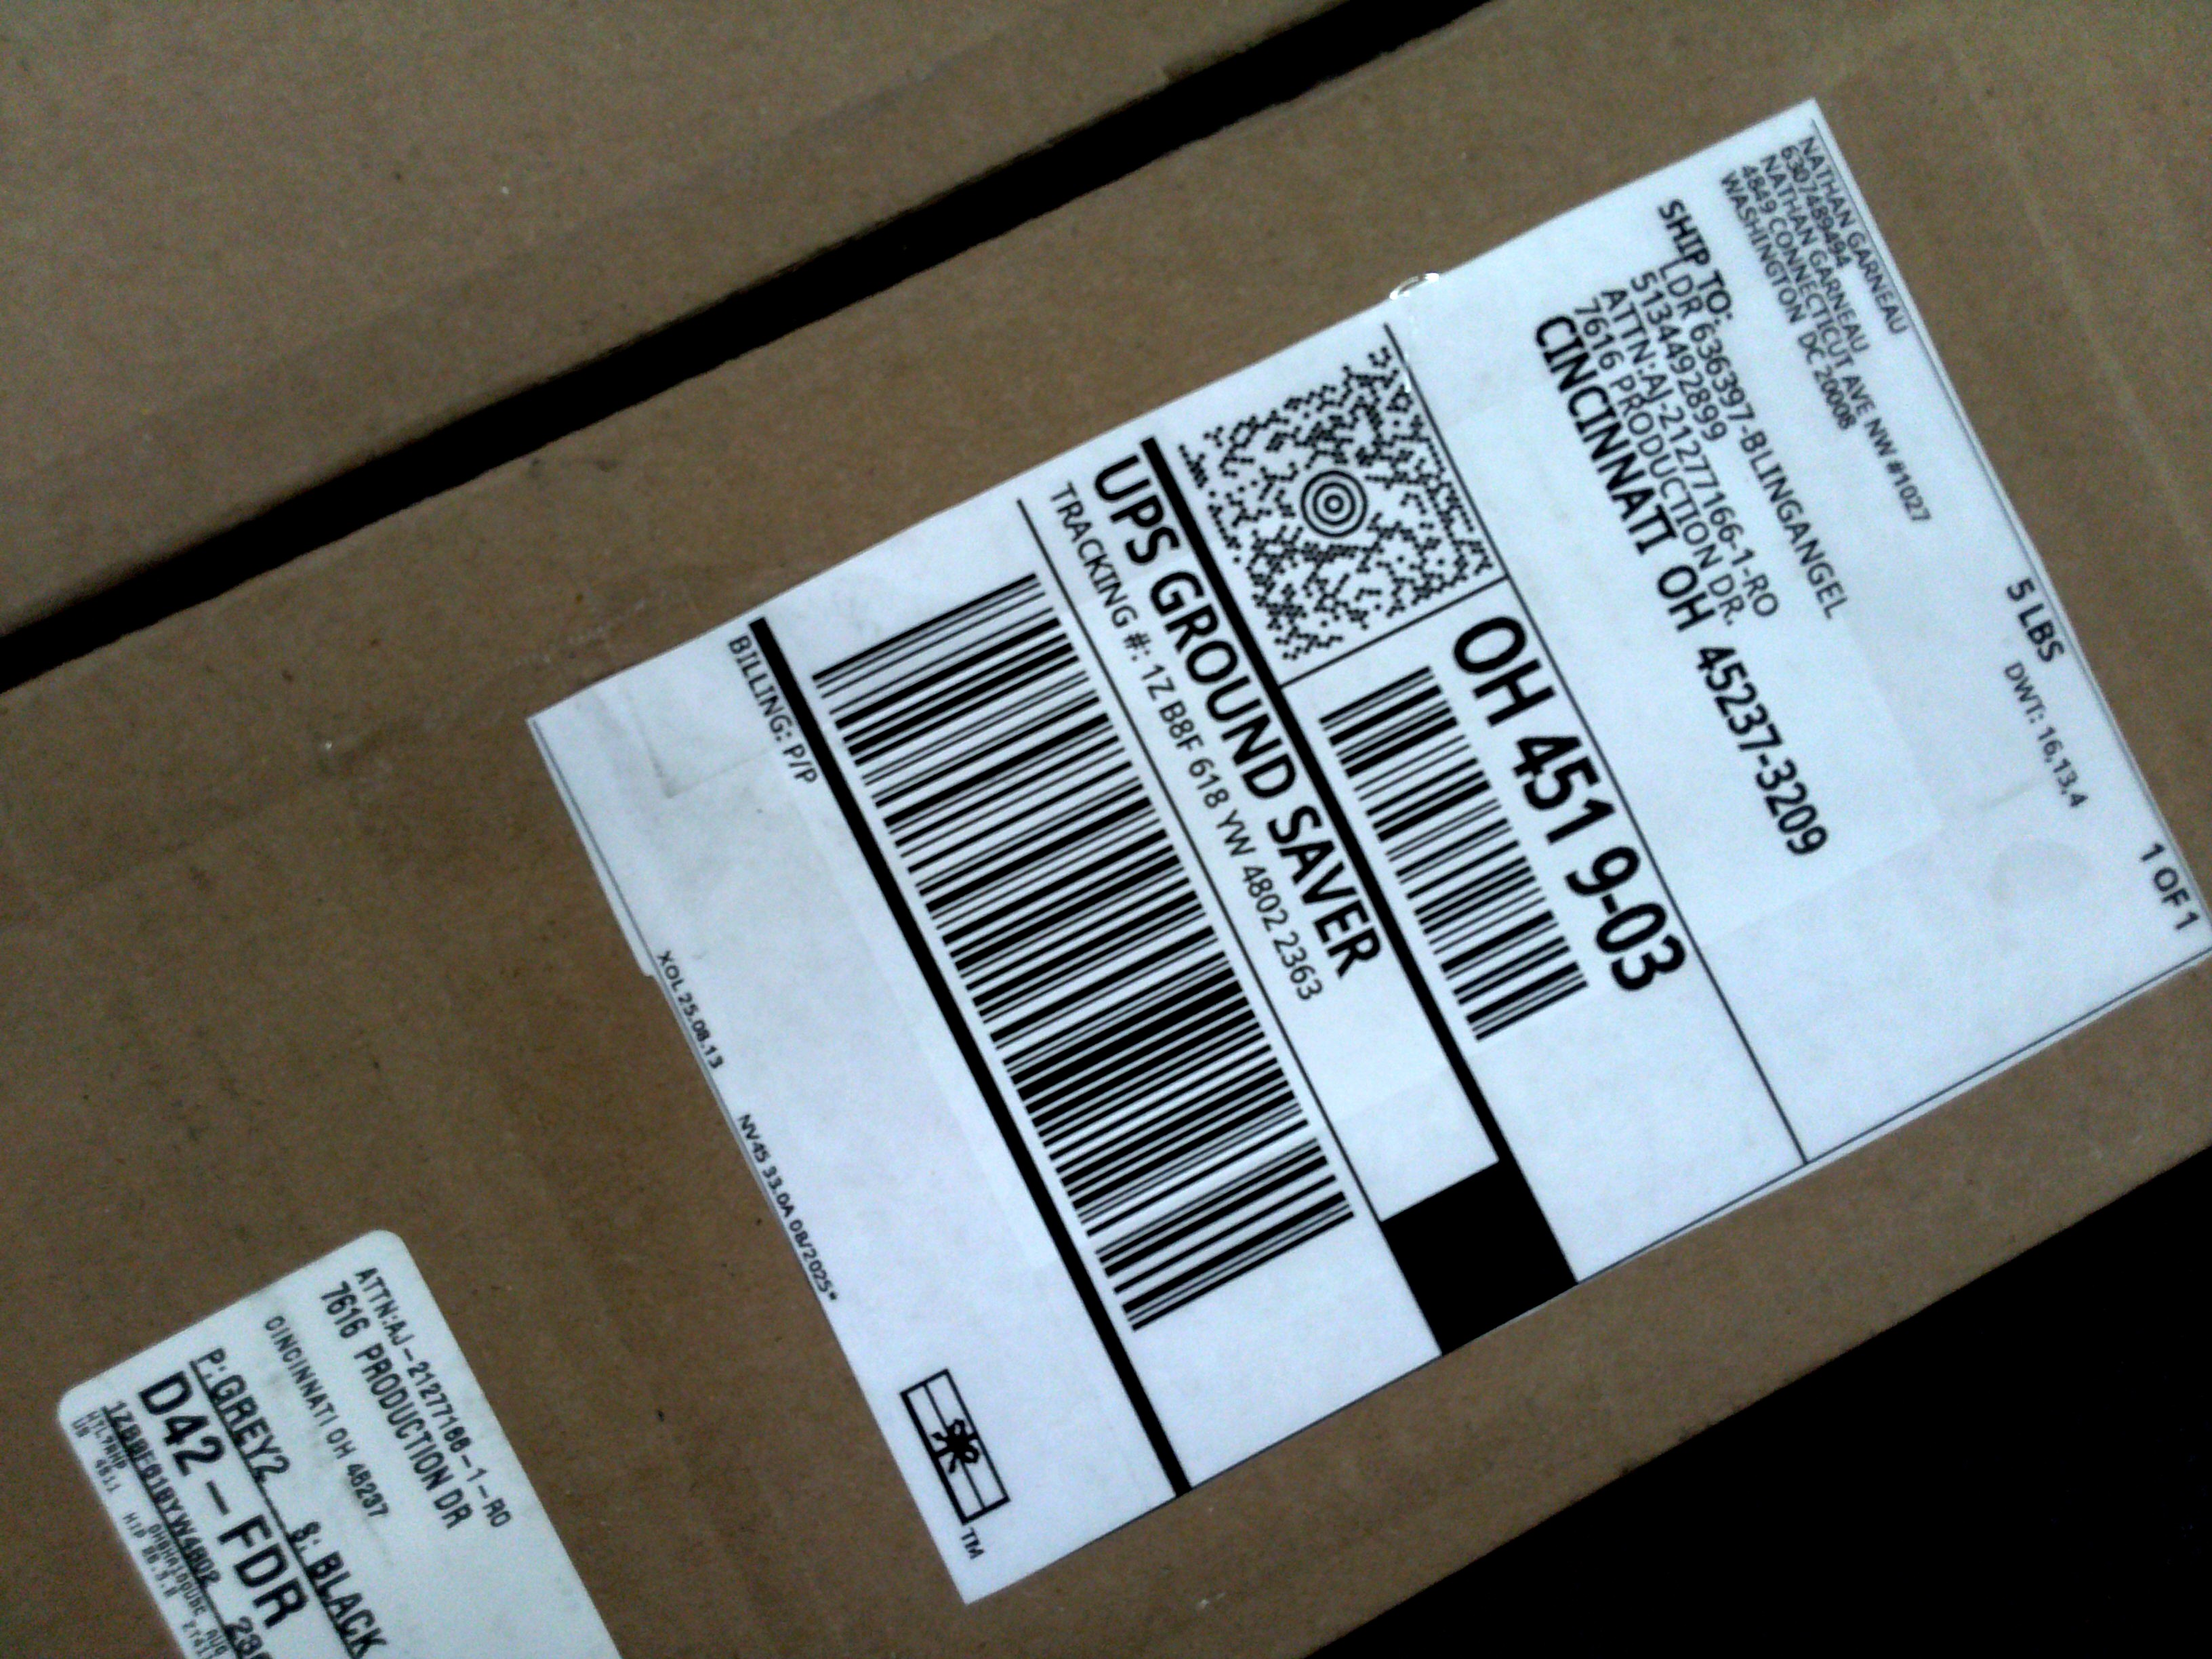 NATHAN GARNEAU
6307489494
NATHAN GARNEAU
4849 CONNECTICUT AVE NW #1027
WASHINGTON DC 20008
5 LBS
1 OF 1
DWT: 16,13,4
SHIP TO:
LDR 636397-BLINGANGEL
5134492899
ATTN:AJ-21277166-1-RO
7616 PRODUCTION DR.
CINCINNATI OH 45237-3209
OH 451 9-03
UPS GROUND SAVER
TRACKING #: 1Z B8F 618 YW 4802 2363
BILLING: P/P
XOL 25.08.13
NV45 33.0A 08/2025*
TM
ATTN:AJ-21277166-1-RO
7616 PRODUCTION DR
CINCINNATI OH 45237
P:GREY2 S:BLACK
D42-FDR
1ZB8F618YW4802
US 4511